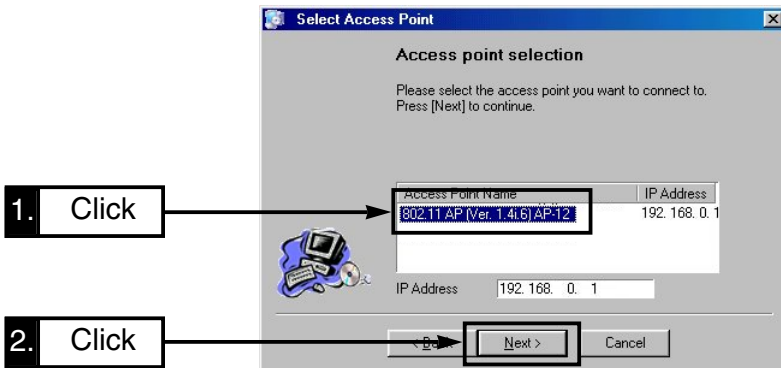 Select Access Point
Access point selection
Please select the access point you want to connect to.
Press [Next] to continue.
Access Point Name IP Address
1. Click
802.11 AP (Ver. 1.4i.6) AP-12 192. 168. 0. 1
IP Address 192. 168. 0. 1
2. Click
Next > Cancel